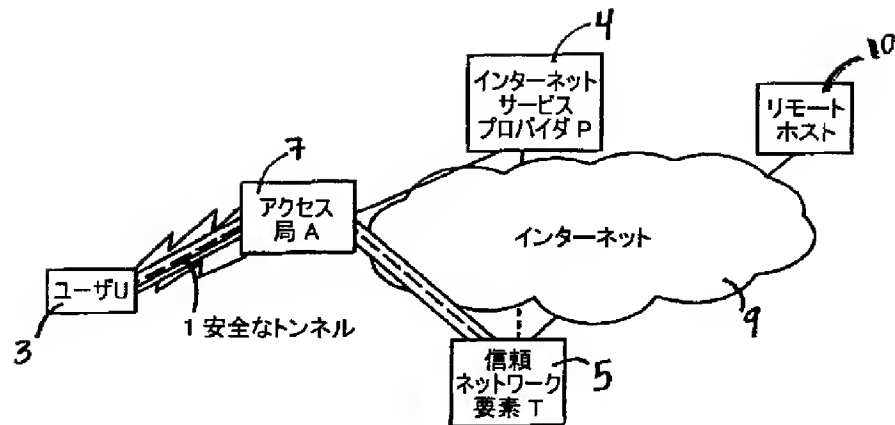 4
インターネット
サービス
プロバイダ P
10
リモート
ホスト
7
アクセス
局 A
インターネット
ユーザU
3
1 安全なトンネル
9
信頼
ネットワーク
要素 T
5